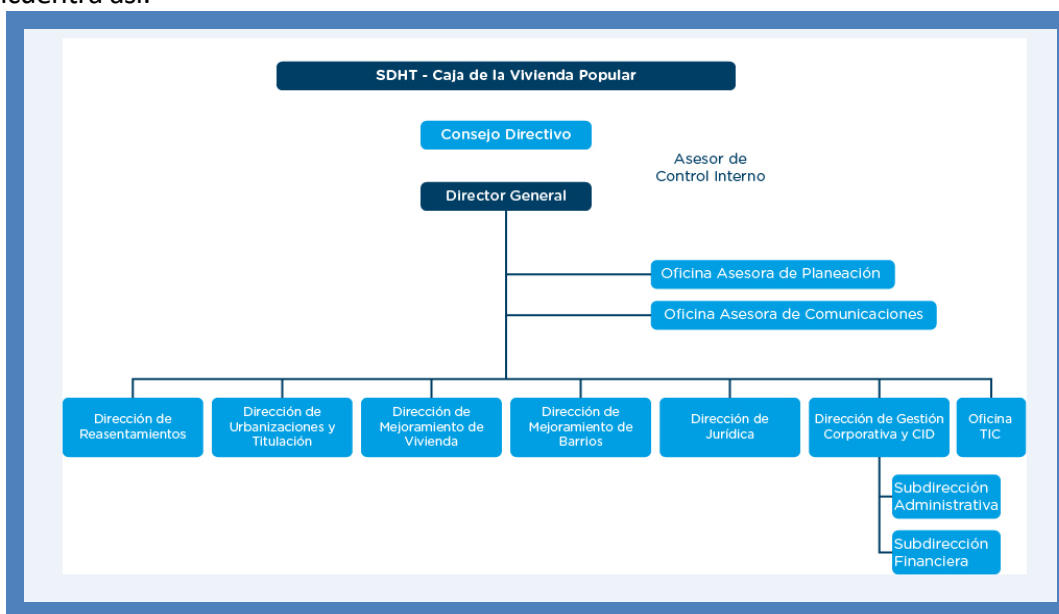 SDHT - Caja de la Vivienda Popular
Consejo Directivo
Asesor de
Control Interno
Director General
Oficina Asesora de Planeación
Oficina Asesora de Comunicaciones
Dirección de
Reasentamientos
Dirección de
Urbanizaciones y
Titulación
Dirección de
Mejoramiento de
Vivienda
Dirección de
Mejoramiento de
Barrios
Dirección de
Jurídica
Dirección de Gestión
Corporativa y CID
Oficina
TIC
Subdirección
Administrativa
Subdirección
Financiera